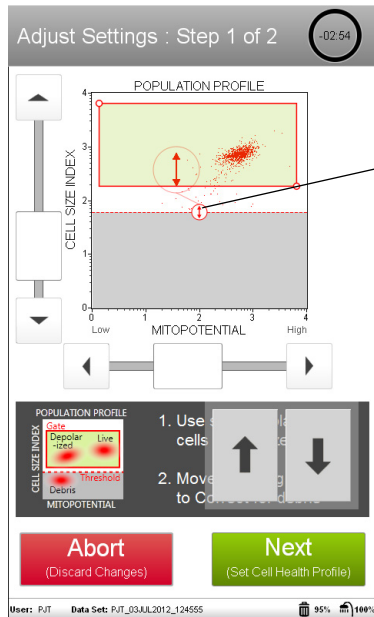 Adjust Settings : Step 1 of 2
-02:54
POPULATION PROFILE
CELL SIZE INDEX
4
3
2
1
0
0 1 2 3 4
Low MITOPOTENTIAL High
POPULATION PROFILE
Gate
Depolar
-ized
Live
CELL SIZE INDEX
Threshold
Debris
MITOPOTENTIAL
1. Use
cells
2. Move
to
Abort
(Discard Changes)
Next
(Set Cell Health Profile)
User: PJT Data Set: PJT_03JUL2012_124555 95% 100%